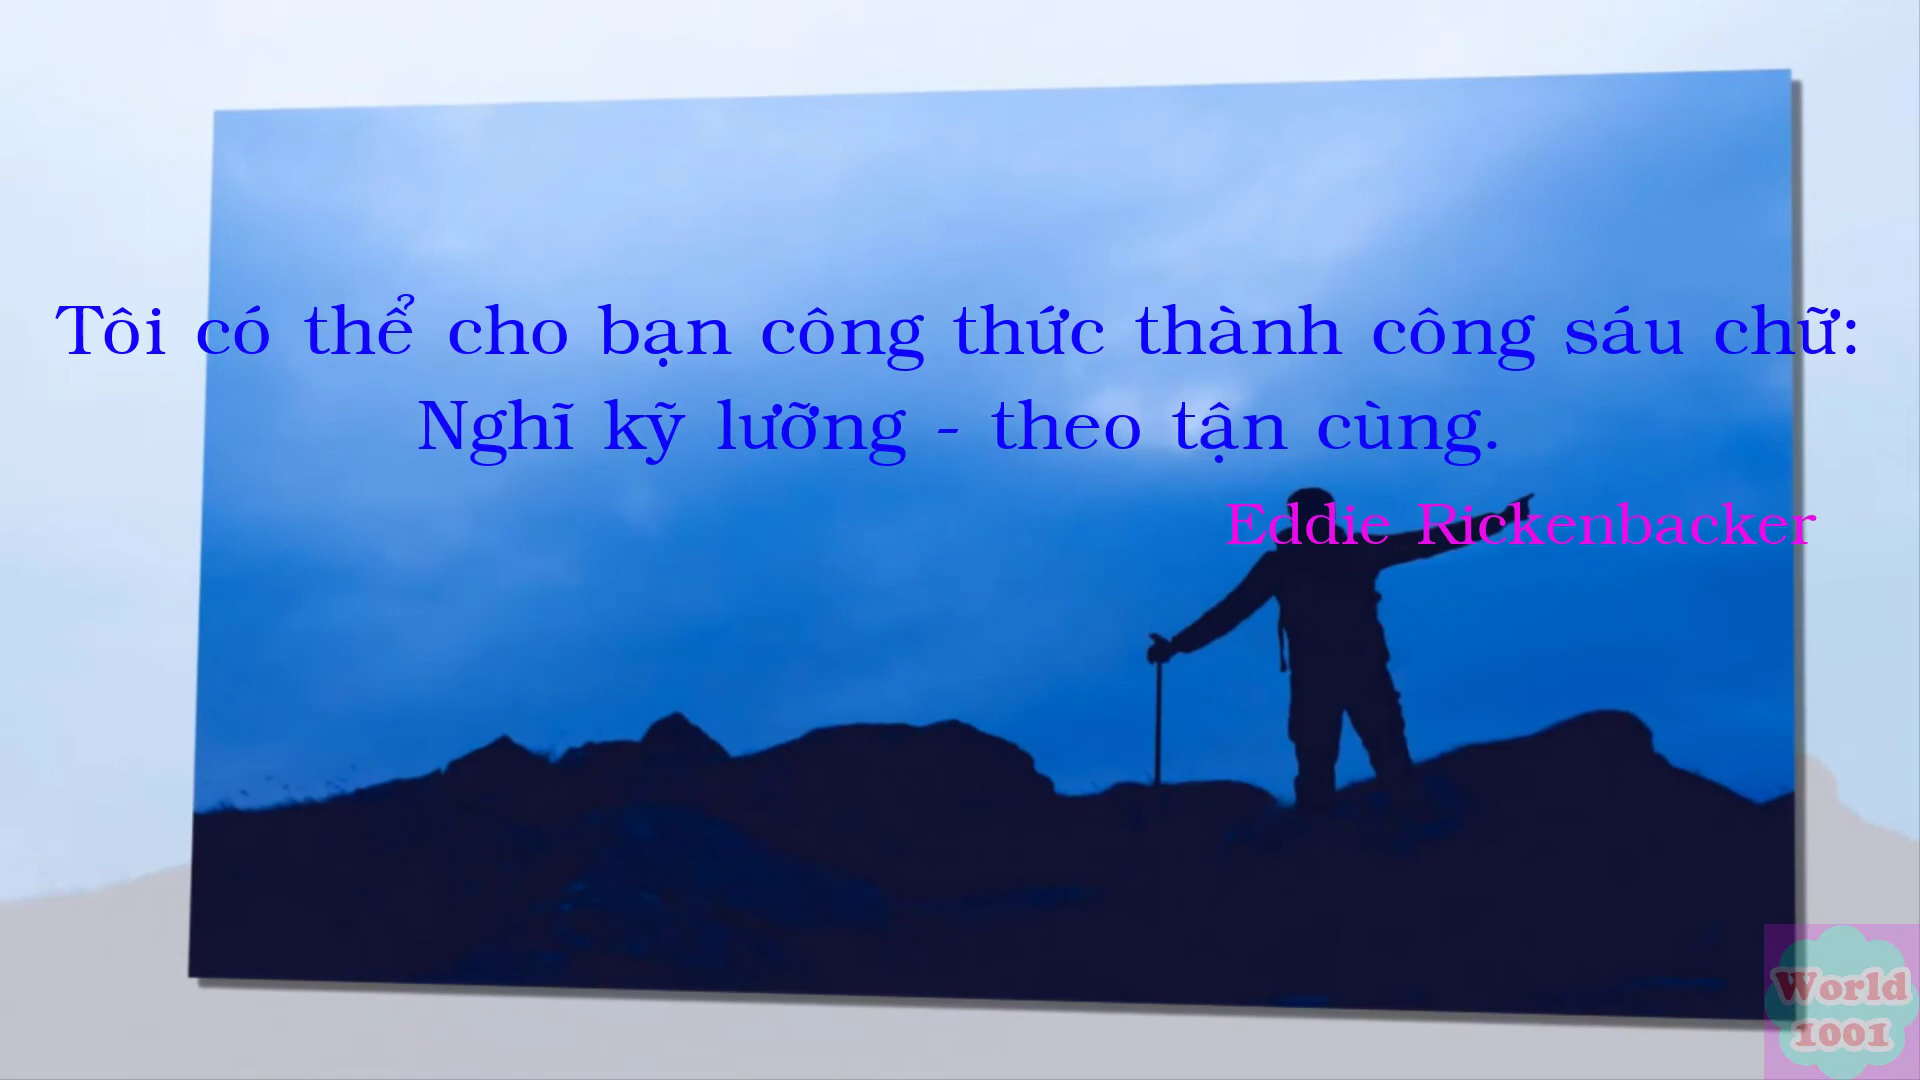 Tôi có thể cho bạn công thức thành công sáu chữ:
Nghĩ kỹ lưỡng - theo tận cùng.
Eddie Rickenbacker
World
1001